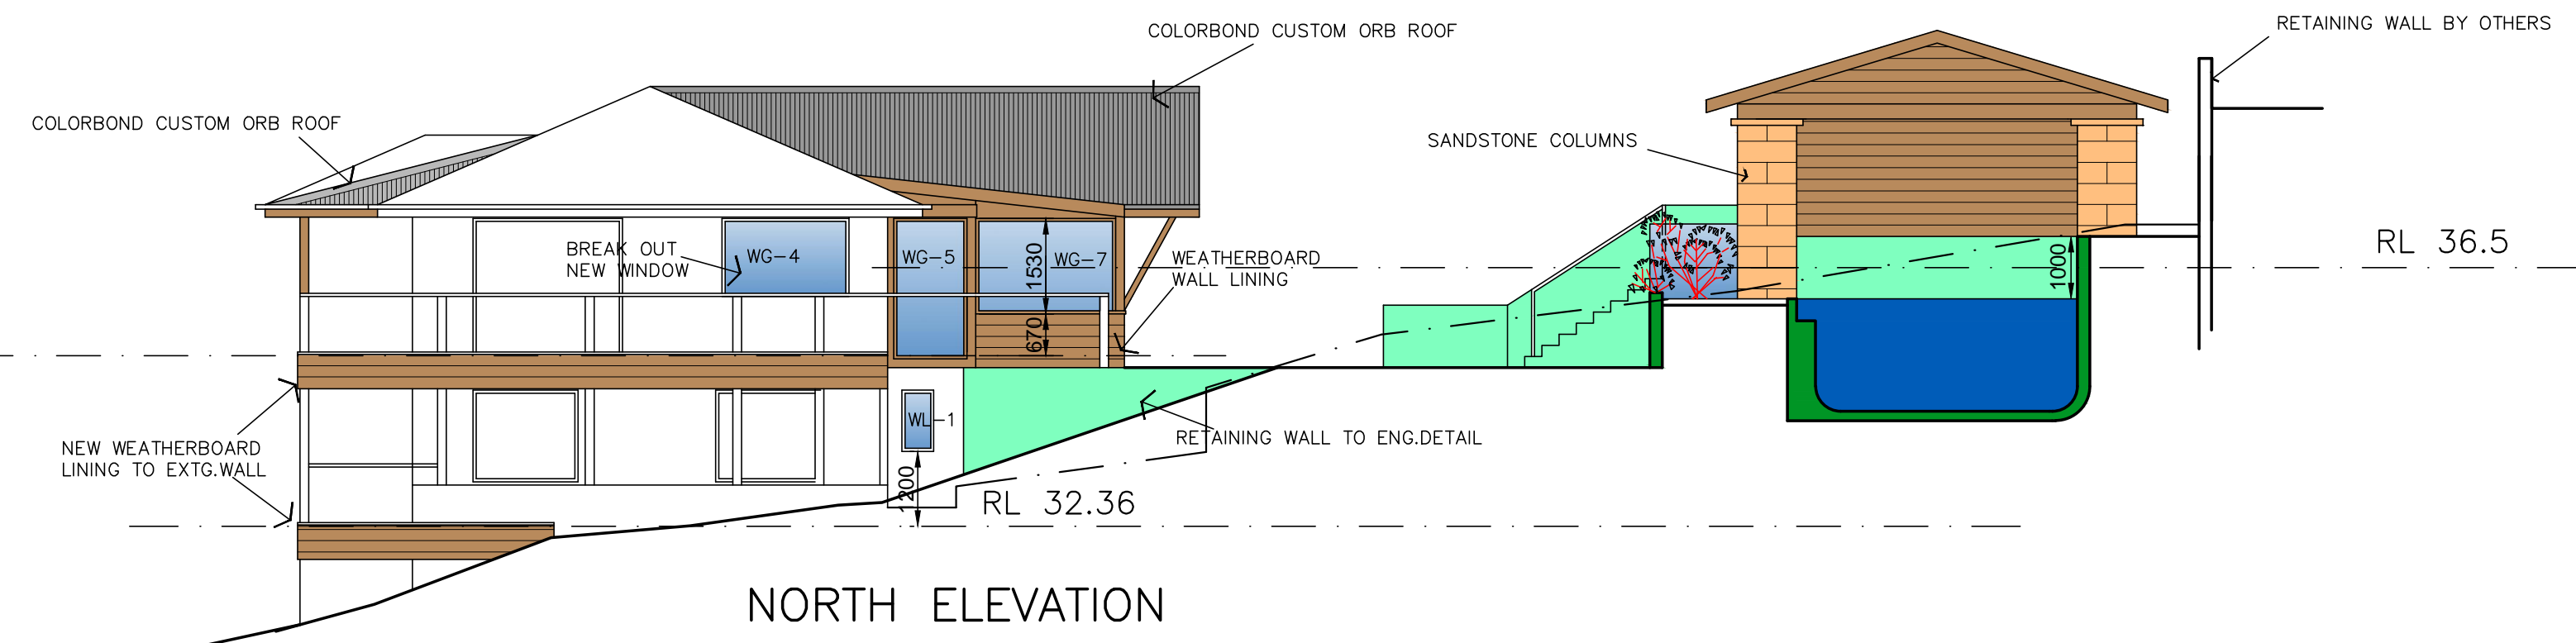 RETAINING WALL BY OTHERS
COLORBOND CUSTOM ORB ROOF
COLORBOND CUSTOM ORB ROOF
SANDSTONE COLUMNS
RL 36.5
BREAK OUT
NEW WINDOW
WG-4
WG-5
1530
WG-7
WEATHERBOARD
WALL LINING
1000
670
WL-1
NEW WEATHERBOARD
LINING TO EXTG.WALL
RETAINING WALL TO ENG.DETAIL
1200
RL 32.36
NORTH ELEVATION